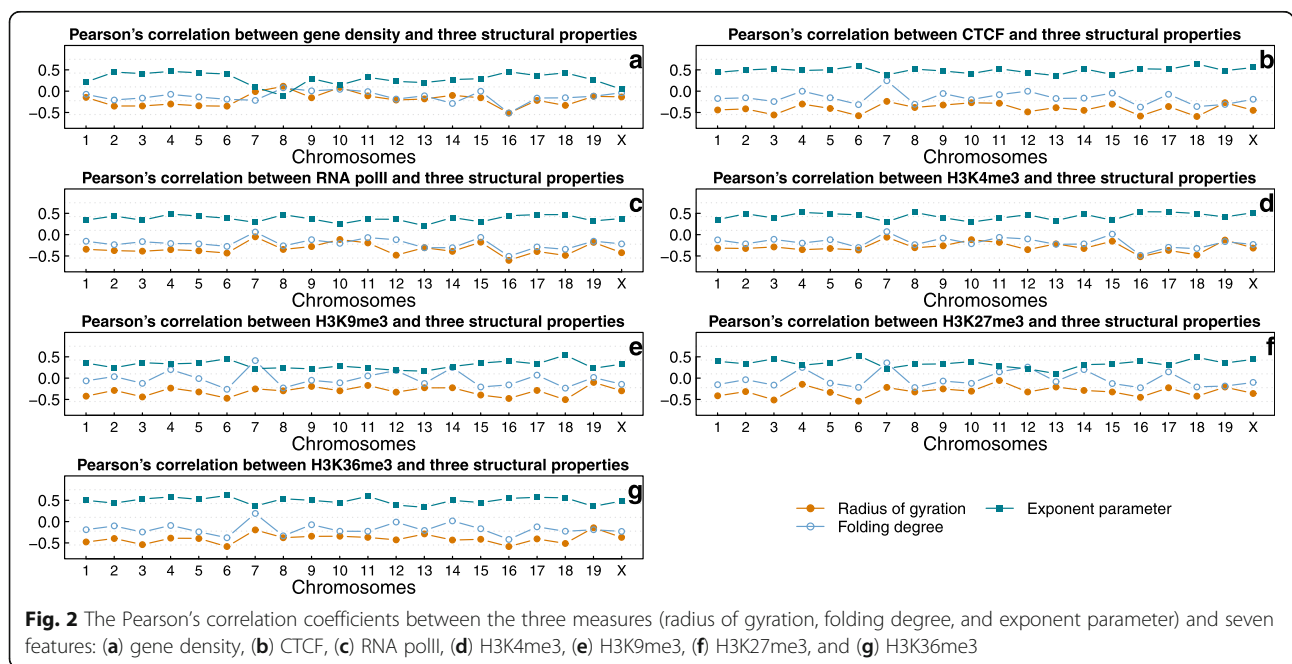 Pearson's correlation between gene density and three structural properties
a
0.5
0.0
−0.5
1 2 3 4 5 6 7 8 9 10 11 12 13 14 15 16 17 18 19 X
Chromosomes
Pearson's correlation between CTCF and three structural properties
b
0.5
0.0
−0.5
1 2 3 4 5 6 7 8 9 10 11 12 13 14 15 16 17 18 19 X
Chromosomes
Pearson's correlation between RNA polII and three structural properties
c
0.5
0.0
−0.5
1 2 3 4 5 6 7 8 9 10 11 12 13 14 15 16 17 18 19 X
Chromosomes
Pearson's correlation between H3K4me3 and three structural properties
d
0.5
0.0
−0.5
1 2 3 4 5 6 7 8 9 10 11 12 13 14 15 16 17 18 19 X
Chromosomes
Pearson's correlation between H3K9me3 and three structural properties
e
0.5
0.0
−0.5
1 2 3 4 5 6 7 8 9 10 11 12 13 14 15 16 17 18 19 X
Chromosomes
Pearson's correlation between H3K27me3 and three structural properties
f
0.5
0.0
−0.5
1 2 3 4 5 6 7 8 9 10 11 12 13 14 15 16 17 18 19 X
Chromosomes
Pearson's correlation between H3K36me3 and three structural properties
g
0.5
0.0
−0.5
1 2 3 4 5 6 7 8 9 10 11 12 13 14 15 16 17 18 19 X
Chromosomes
Radius of gyration
Folding degree
Exponent parameter
Fig. 2 The Pearson's correlation coefficients between the three measures (radius of gyration, folding degree, and exponent parameter) and seven
features: (a) gene density, (b) CTCF, (c) RNA polII, (d) H3K4me3, (e) H3K9me3, (f) H3K27me3, and (g) H3K36me3